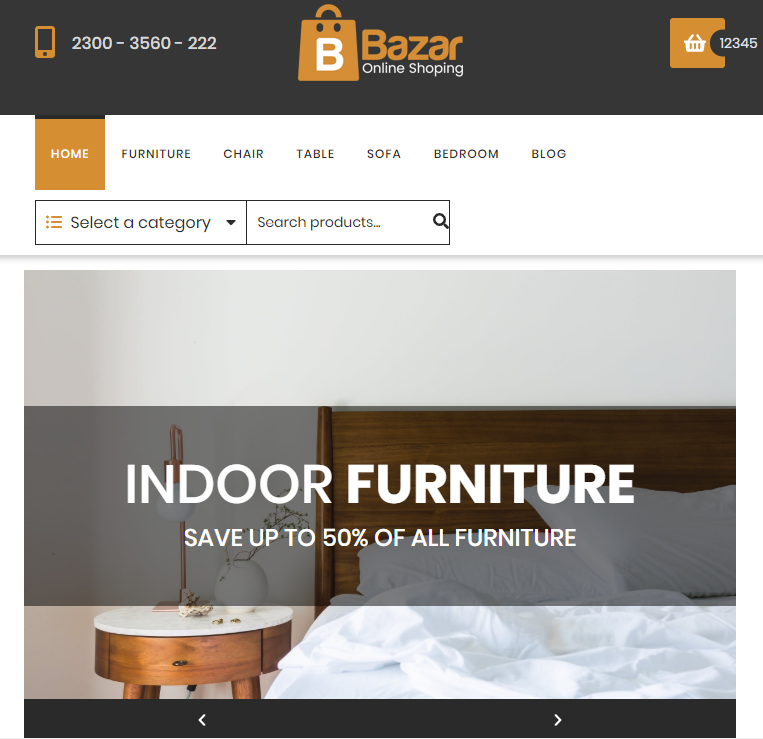 2300 - 3560 - 222
B Bazar
Online Shoping
12345
HOME FURNITURE CHAIR TABLE SOFA BEDROOM BLOG
Select a category Search products...
INDOOR FURNITURE
SAVE UP TO 50% OF ALL FURNITURE